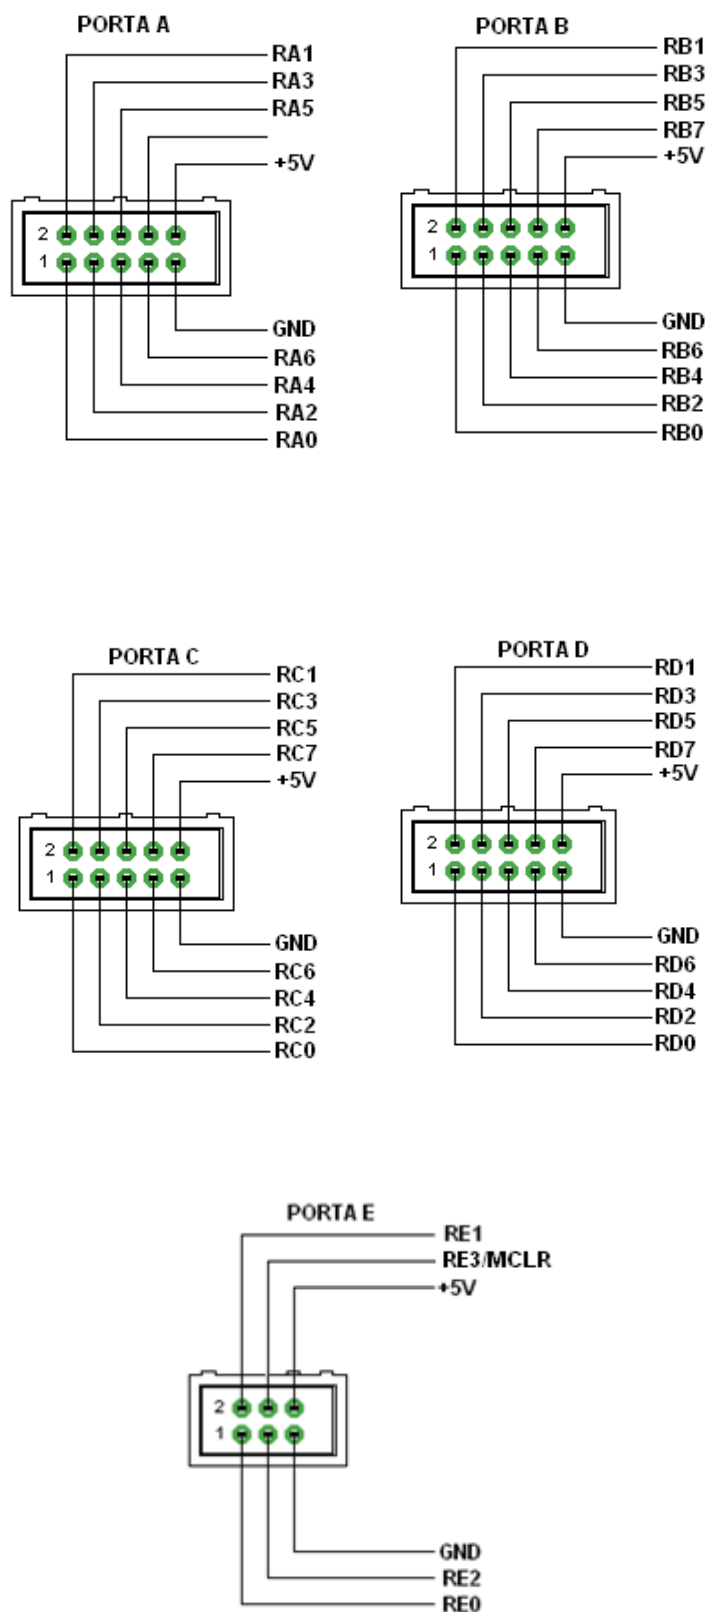 PORTA A
RA1
RA3
RA5
+5V
2
1
GND
RA6
RA4
RA2
RA0
PORTA B
RB1
RB3
RB5
RB7
+5V
2
1
GND
RB6
RB4
RB2
RB0
PORTA C
RC1
RC3
RC5
RC7
+5V
2
1
GND
RC6
RC4
RC2
RC0
PORTA D
RD1
RD3
RD5
RD7
+5V
2
1
GND
RD6
RD4
RD2
RD0
PORTA E
RE1
RE3/MCLR
+5V
2
1
GND
RE2
RE0